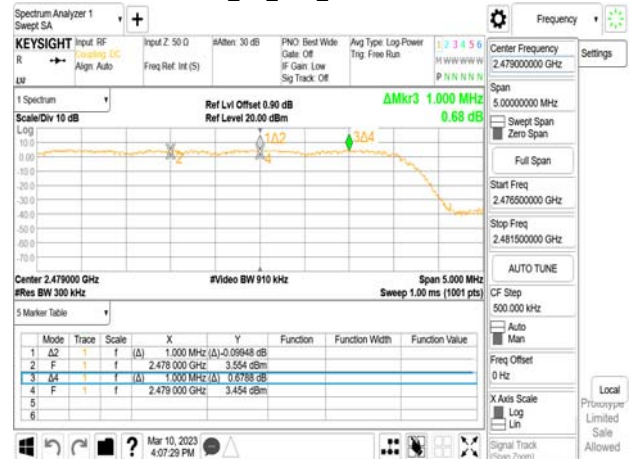 Spectrum Analyzer 1
Swept SA
+
Frequency
KEYSIGHT Input: RF Input Z: 50 Ω #Atten: 30 dB PNO: Best Wide Avg Type: Log-Power 1 2 3 4 5 6
R Coupling: DC Gate: Off Trig: Free Run M W W W W W
Align: Auto Freq Ref: Int (S) IF Gain: Low
Sig Track: Off P N N N N N
LU
1 Spectrum
Ref Lvl Offset 0.90 dB
ΔMkr3 1.000 MHz
Scale/Div 10 dB Ref Level 20.00 dBm 0.68 dB
Log
10.0
0.00
-10.0
-20.0
-30.0
-40.0
-50.0
-60.0
-70.0
2
1Δ2
4
3Δ4
Center 2.479000 GHz #Video BW 910 kHz Span 5.000 MHz
#Res BW 300 kHz Sweep 1.00 ms (1001 pts)
5 Marker Table
Mode Trace Scale X Y Function Function Width Function Value
1 Δ2 1 f (Δ) 1.000 MHz (Δ) -0.09948 dB
2 F 1 f 2.478 000 GHz 3.554 dBm
3 Δ4 1 f (Δ) 1.000 MHz (Δ) 0.6788 dB
4 F 1 f 2.479 000 GHz 3.454 dBm
5
6
?
Mar 10, 2023
4:07:29 PM
Center Frequency
2.479000000 GHz
Settings
Span
5.00000000 MHz
Swept Span
Zero Span
Full Span
Start Freq
2.476500000 GHz
Stop Freq
2.481500000 GHz
AUTO TUNE
CF Step
500.000 kHz
Auto
Man
Freq Offset
0 Hz
X Axis Scale
Log
Lin
Signal Track
(Span Zoom)
Local
Prototype
Limited
Sale
Allowed